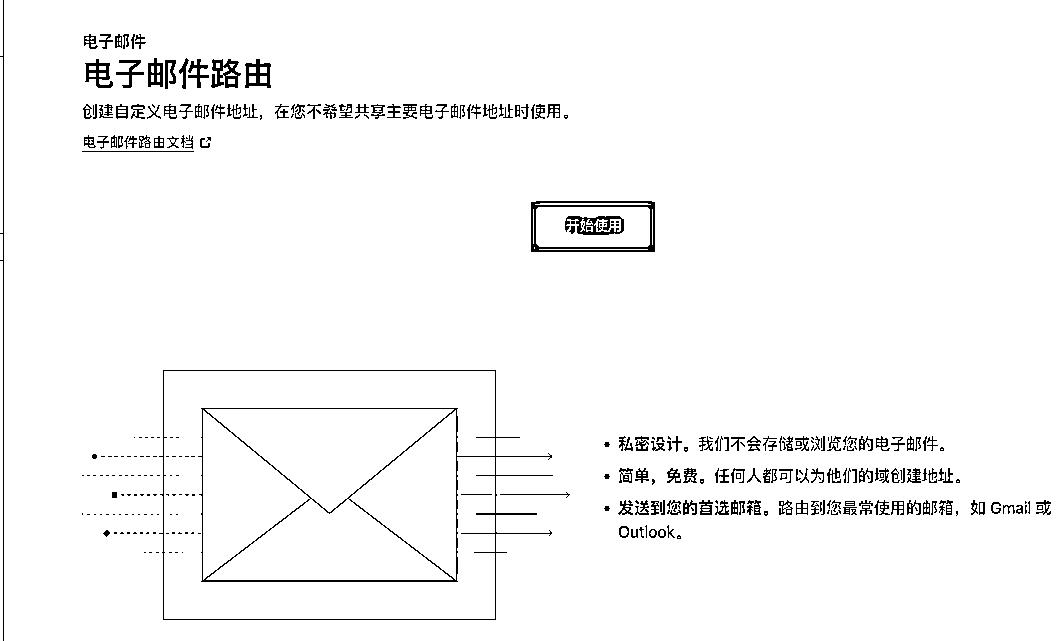 电子邮件
电子邮件路由
创建自定义电子邮件地址，在您不希望共享主要电子邮件地址时使用。
电子邮件路由文档
开始使用
• 私密设计。我们不会存储或浏览您的电子邮件。
• 简单，免费。任何人都可以为他们的域创建地址。
• 发送到您的首选邮箱。路由到您最常使用的邮箱，如 Gmail 或
Outlook。